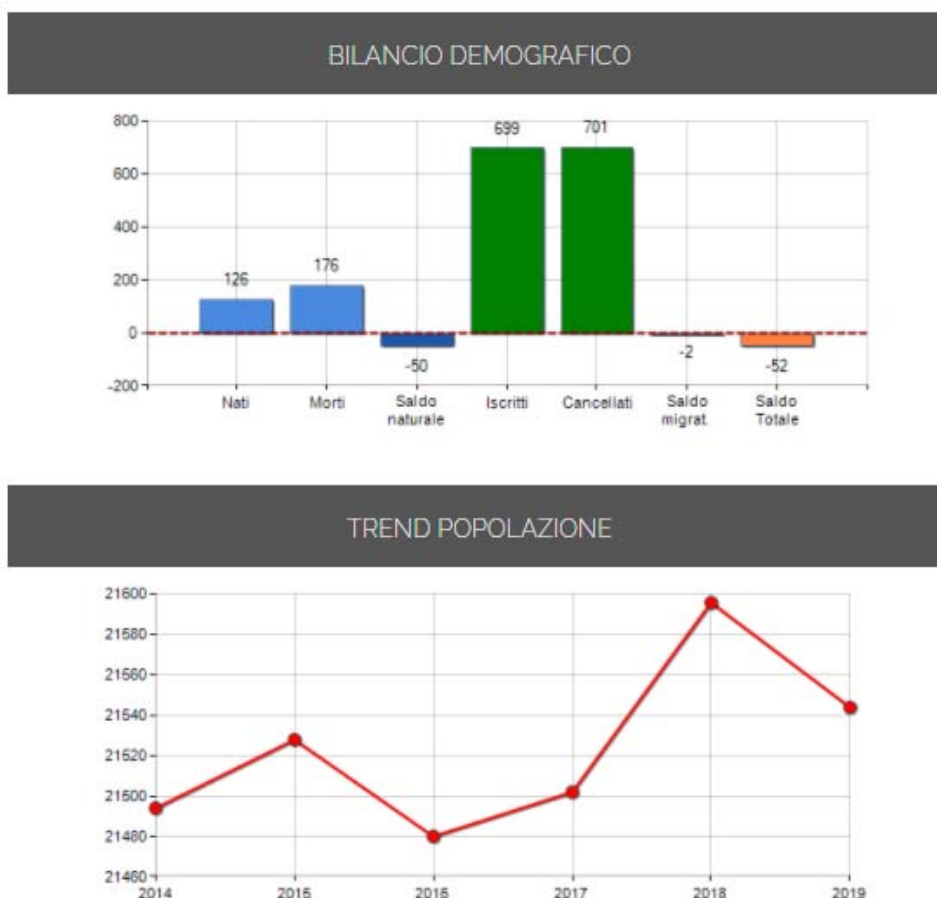 BILANCIO DEMOGRAFICO
800
699
701
600
400
200
126
176
0
-50
-2
-52
-200
Nati
Morti
Saldo
naturale
Iscritti
Cancellati
Saldo
migrat.
Saldo
Totale
TREND POPOLAZIONE
21600
21580
21560
21540
21520
21500
21480
21460
2014
2015
2016
2017
2018
2019